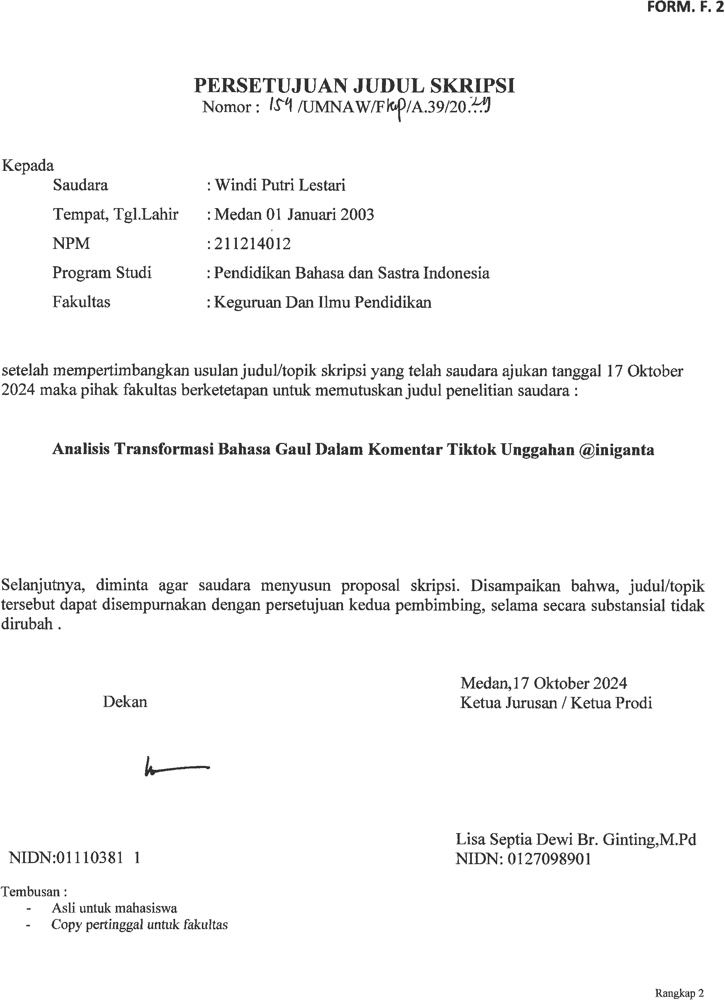 FORM. F. 2
PERSETUJUAN JUDUL SKRIPSI
Nomor : 154 /UMNAW/Fkip/A.39/20.24
Kepada
Saudara : Windi Putri Lestari
Tempat, Tgl.Lahir : Medan 01 Januari 2003
NPM : 211214012
Program Studi : Pendidikan Bahasa dan Sastra Indonesia
Fakultas : Keguruan Dan Ilmu Pendidikan
setelah mempertimbangkan usulan judul/topik skripsi yang telah saudara ajukan tanggal 17 Oktober
2024 maka pihak fakultas berketetapan untuk memutuskan judul penelitian saudara :
Analisis Transformasi Bahasa Gaul Dalam Komentar Tiktok Unggahan @iniganta
Selanjutnya, diminta agar saudara menyusun proposal skripsi. Disampaikan bahwa, judul/topik
tersebut dapat disempurnakan dengan persetujuan kedua pembimbing, selama secara substansial tidak
dirubah .
Medan,17 Oktober 2024
Dekan
Ketua Jurusan / Ketua Prodi
Lisa Septia Dewi Br. Ginting,M.Pd
NIDN:01110381 1
NIDN: 0127098901
Tembusan :
- Asli untuk mahasiswa
- Copy pertinggal untuk fakultas
Rangkap 2